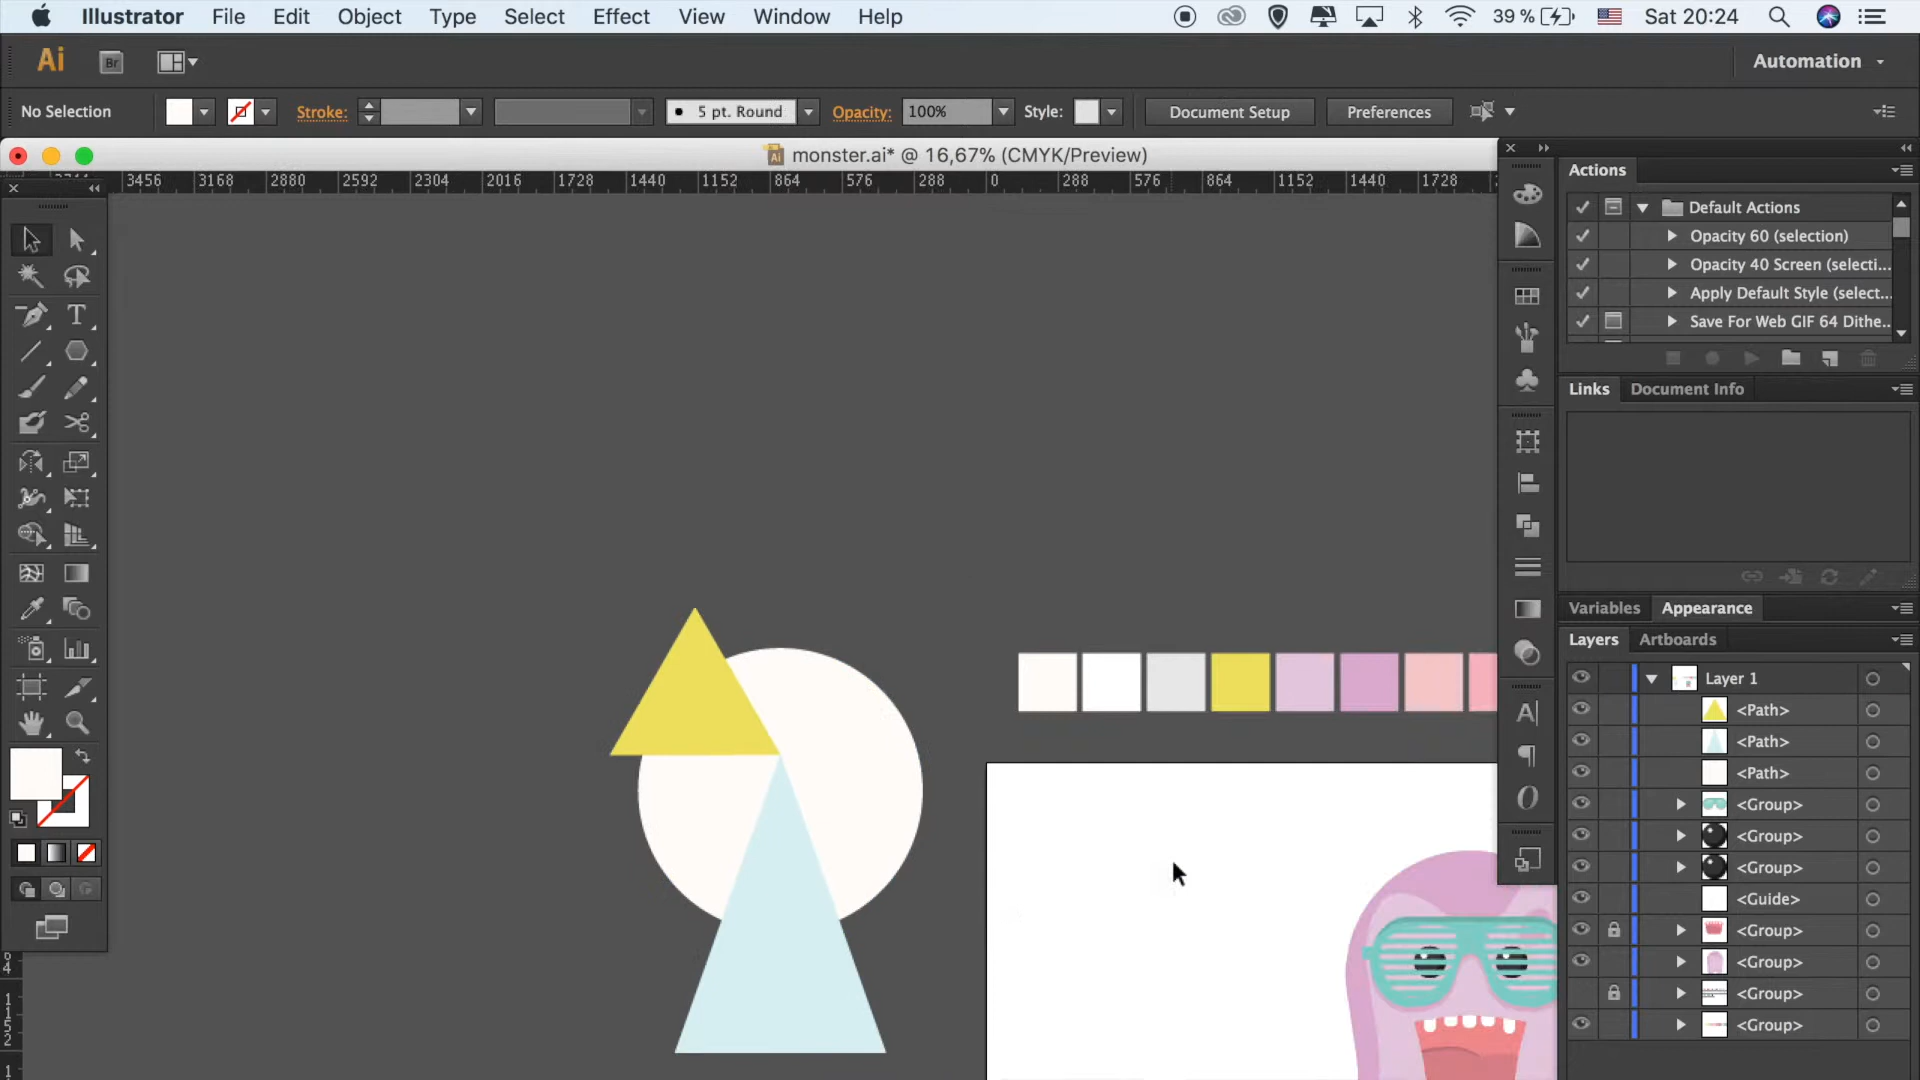 Illustrator File Edit Object Type Select Effect View Window Help 39 % Sat 20:24
Ai Br Automation
No Selection Stroke: 5 pt. Round Opacity: 100% Style: Document Setup Preferences
monster.ai* @ 16,67% (CMYK/Preview)
3456 3168 2880 2592 2304 2016 1728 1440 1152 864 576 288 0 288 576 864 1152 1440 1728
Actions
Default Actions
Opacity 60 (selection)
Opacity 40 Screen (selecti...
Apply Default Style (select...
Save For Web GIF 64 Dithe...
Links Document Info
Variables Appearance
Layers Artboards
Layer 1
<Path>
<Path>
<Path>
<Group>
<Group>
<Group>
<Guide>
<Group>
<Group>
<Group>
<Group>